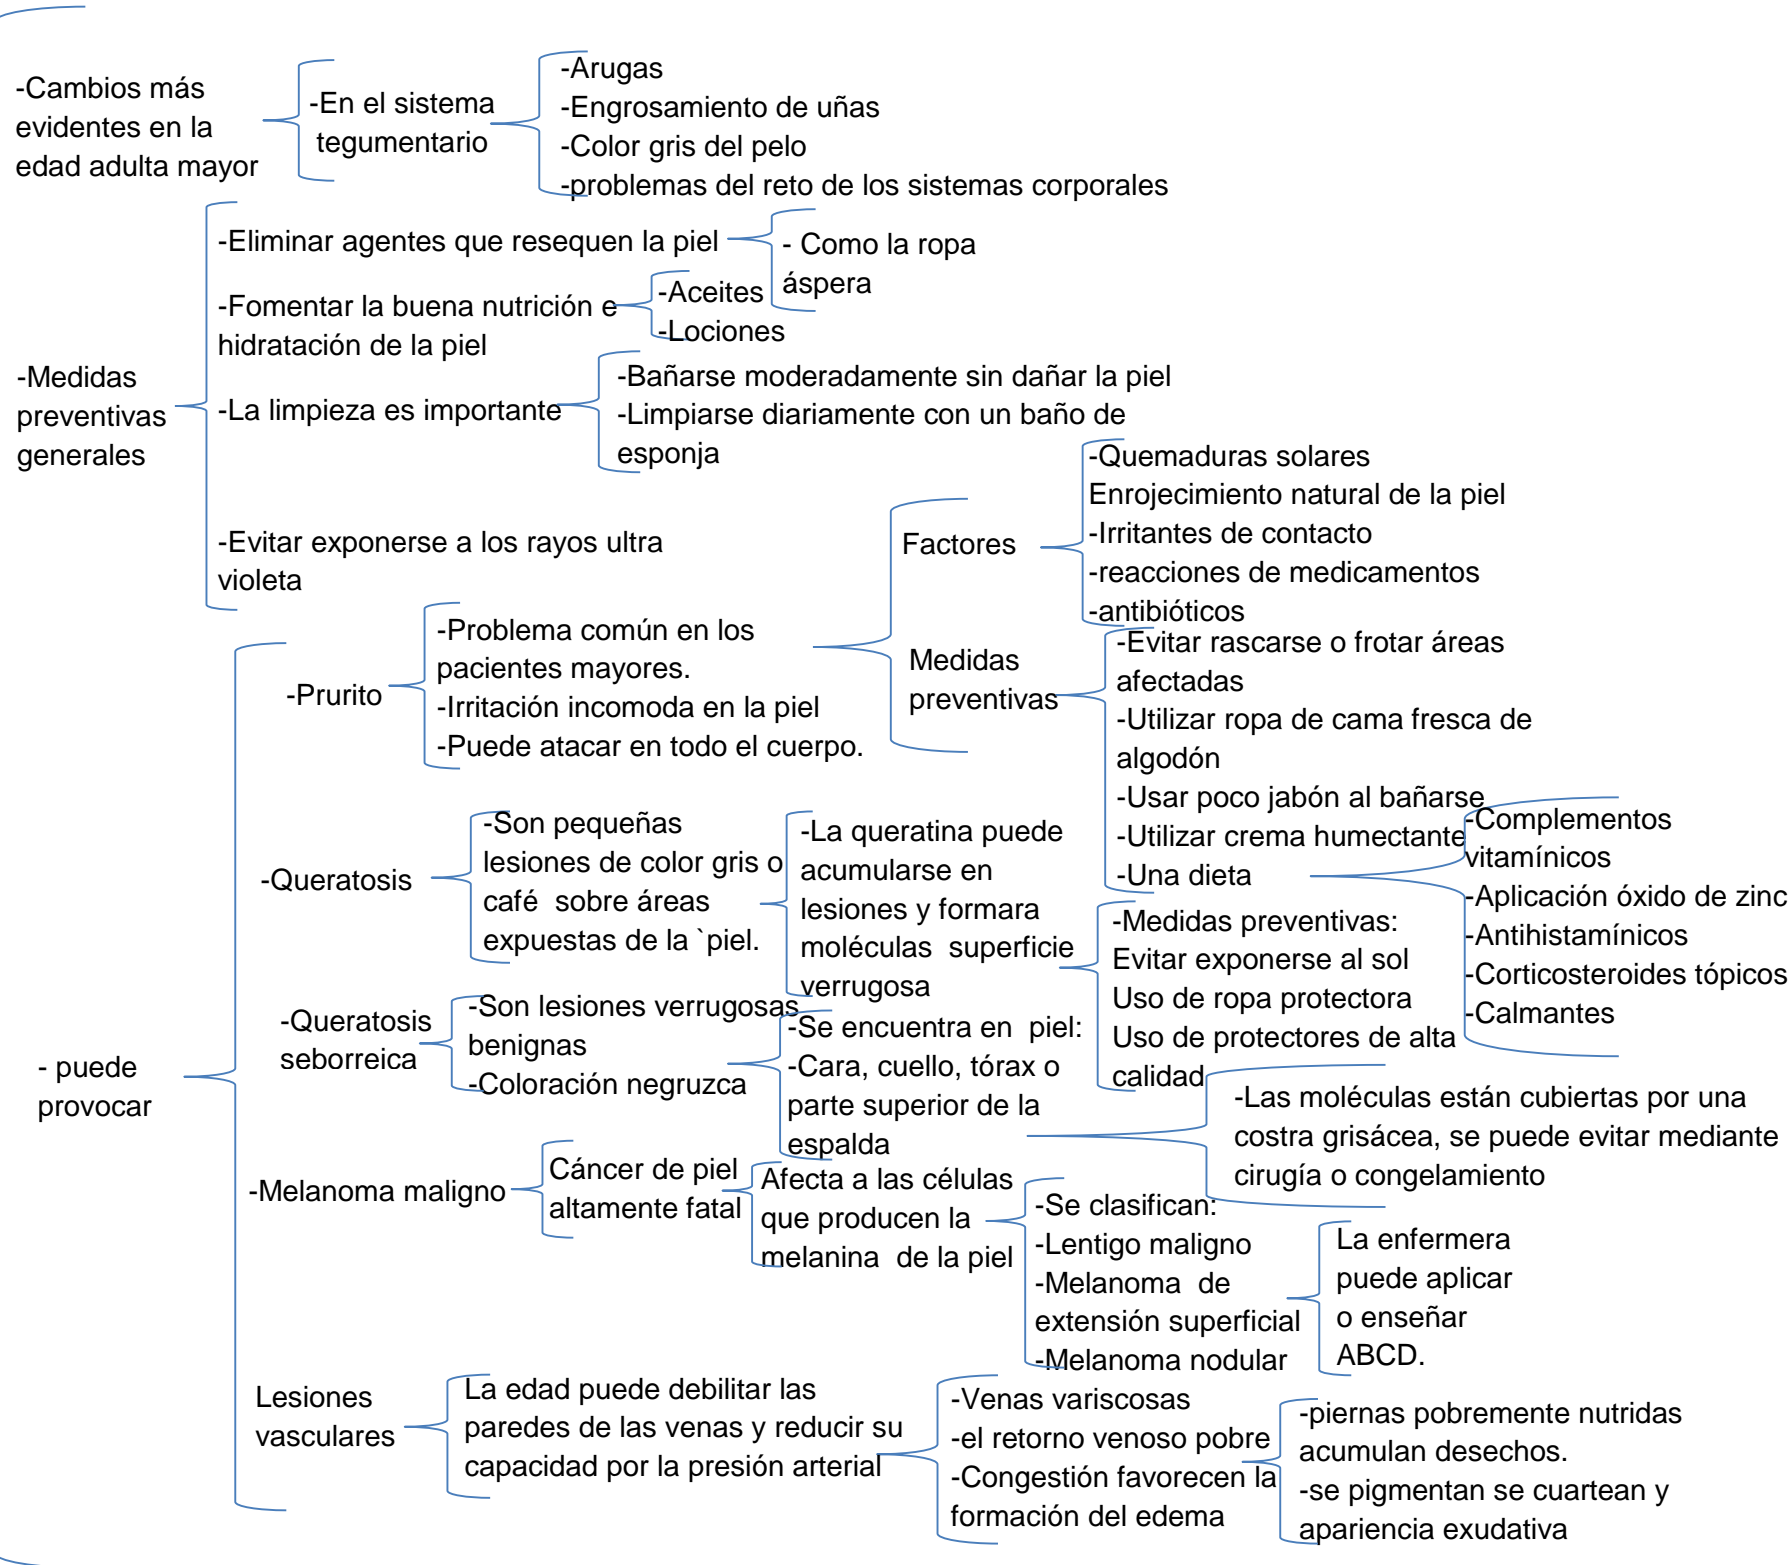 -Cambios más
evidentes en la
edad adulta mayor
-En el sistema
tegumentario
-Arugas
-Engrosamiento de uñas
-Color gris del pelo
-problemas del reto de los sistemas corporales
-Medidas
preventivas
generales
-Eliminar agentes que resequen la piel
- Como la ropa
áspera
-Fomentar la buena nutrición e
hidratación de la piel
-Aceites
-Lociones
-La limpieza es importante
-Bañarse moderadamente sin dañar la piel
-Limpiarse diariamente con un baño de
esponja
-Evitar exponerse a los rayos ultra
violeta
- puede
provocar
-Prurito
-Problema común en los
pacientes mayores.
-Irritación incomoda en la piel
-Puede atacar en todo el cuerpo.
Factores
-Quemaduras solares
Enrojecimiento natural de la piel
-Irritantes de contacto
-reacciones de medicamentos
-antibióticos
Medidas
preventivas
-Evitar rascarse o frotar áreas
afectadas
-Utilizar ropa de cama fresca de
algodón
-Usar poco jabón al bañarse
-Utilizar crema humectante
-Una dieta
-Complementos
vitamínicos
-Aplicación óxido de zinc
-Antihistamínicos
-Corticosteroides tópicos
-Calmantes
-Queratosis
-Son pequeñas
lesiones de color gris o
café  sobre áreas
expuestas de la `piel.
-La queratina puede
acumularse en
lesiones y formara
moléculas  superficie
verrugosa
-Medidas preventivas:
Evitar exponerse al sol
Uso de ropa protectora
Uso de protectores de alta
calidad
-Queratosis
seborreica
-Son lesiones verrugosas
benignas
-Coloración negruzca
-Se encuentra en  piel:
-Cara, cuello, tórax o
parte superior de la
espalda
-Las moléculas están cubiertas por una
costra grisácea, se puede evitar mediante
cirugía o congelamiento
-Melanoma maligno
Cáncer de piel
altamente fatal
Afecta a las células
que producen la
melanina  de la piel
-Se clasifican:
-Lentigo maligno
-Melanoma  de
extensión superficial
-Melanoma nodular
La enfermera
puede aplicar
o enseñar
ABCD.
Lesiones
vasculares
La edad puede debilitar las
paredes de las venas y reducir su
capacidad por la presión arterial
-Venas variscosas
-el retorno venoso pobre
-Congestión favorecen la
formación del edema
-piernas pobremente nutridas
acumulan desechos.
-se pigmentan se cuartean y
apariencia exudativa